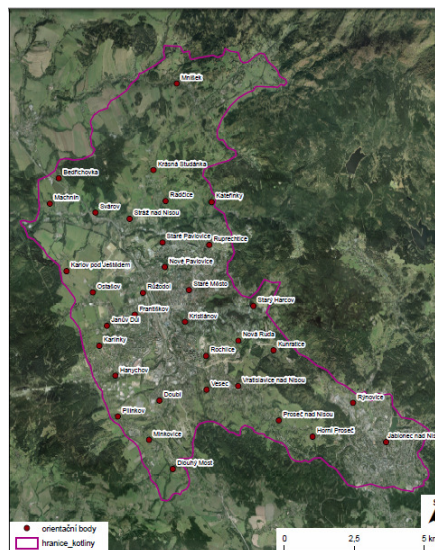 Mníšek
Krásná Studánka
Bedřichovka
Radčice
Kateřinky
Machnín
Svárov
Stráž nad Nisou
Staré Pavlovice
Ruprechtice
Nové Pavlovice
Karlov pod Ještědem
Ostašov
Růžodol
Staré Město
Starý Harcov
Františkov
Kristiánov
Janův Důl
Nová Ruda
Karlinky
Rochlice
Kunratice
Hanychov
Vesec
Vratislavice nad Nisou
Doubí
Rýnovice
Pilínkov
Proseč nad Nisou
Horní Proseč
Minkovice
Jablonec nad Niso
Dlouhý Most
orientační body
hranice_kotliny
0 2,5 5 km